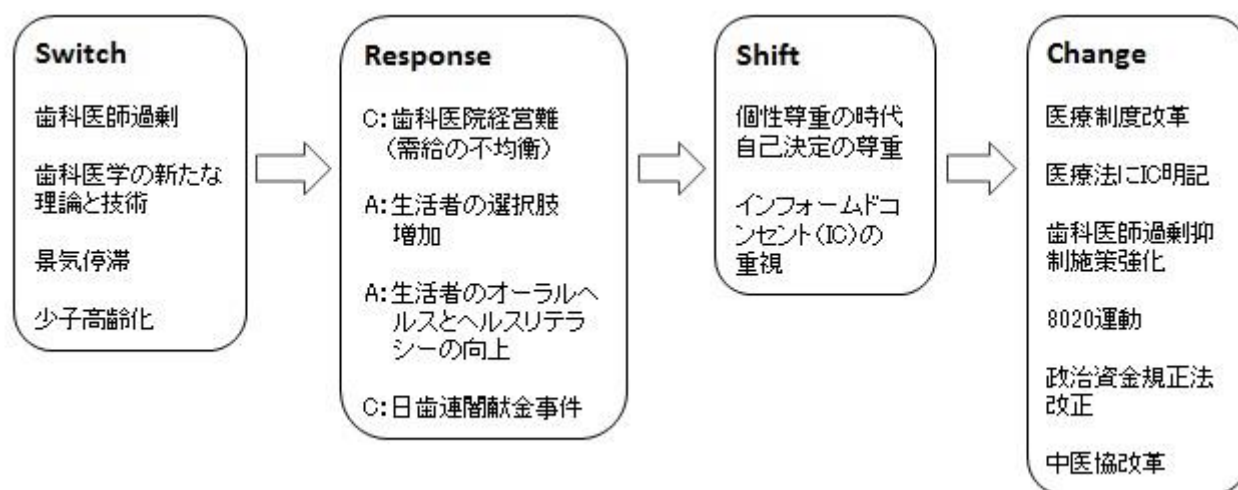 Switch
歯科医師過剰
歯科医学の新たな
理論と技術
景気停滞
少子高齢化
Response
C:歯科医院経営難
(需給の不均衡)
A:生活者の選択肢
増加
A:生活者のオーラルヘ
ルスとヘルスリテラ
シーの向上
C:日歯連闇献金事件
Shift
個性尊重の時代
自己決定の尊重
インフォームドコ
ンセント(IC)の
重視
Change
医療制度改革
医療法にIC明記
歯科医師過剰抑
制施策強化
8020運動
政治資金規正法
改正
中医協改革